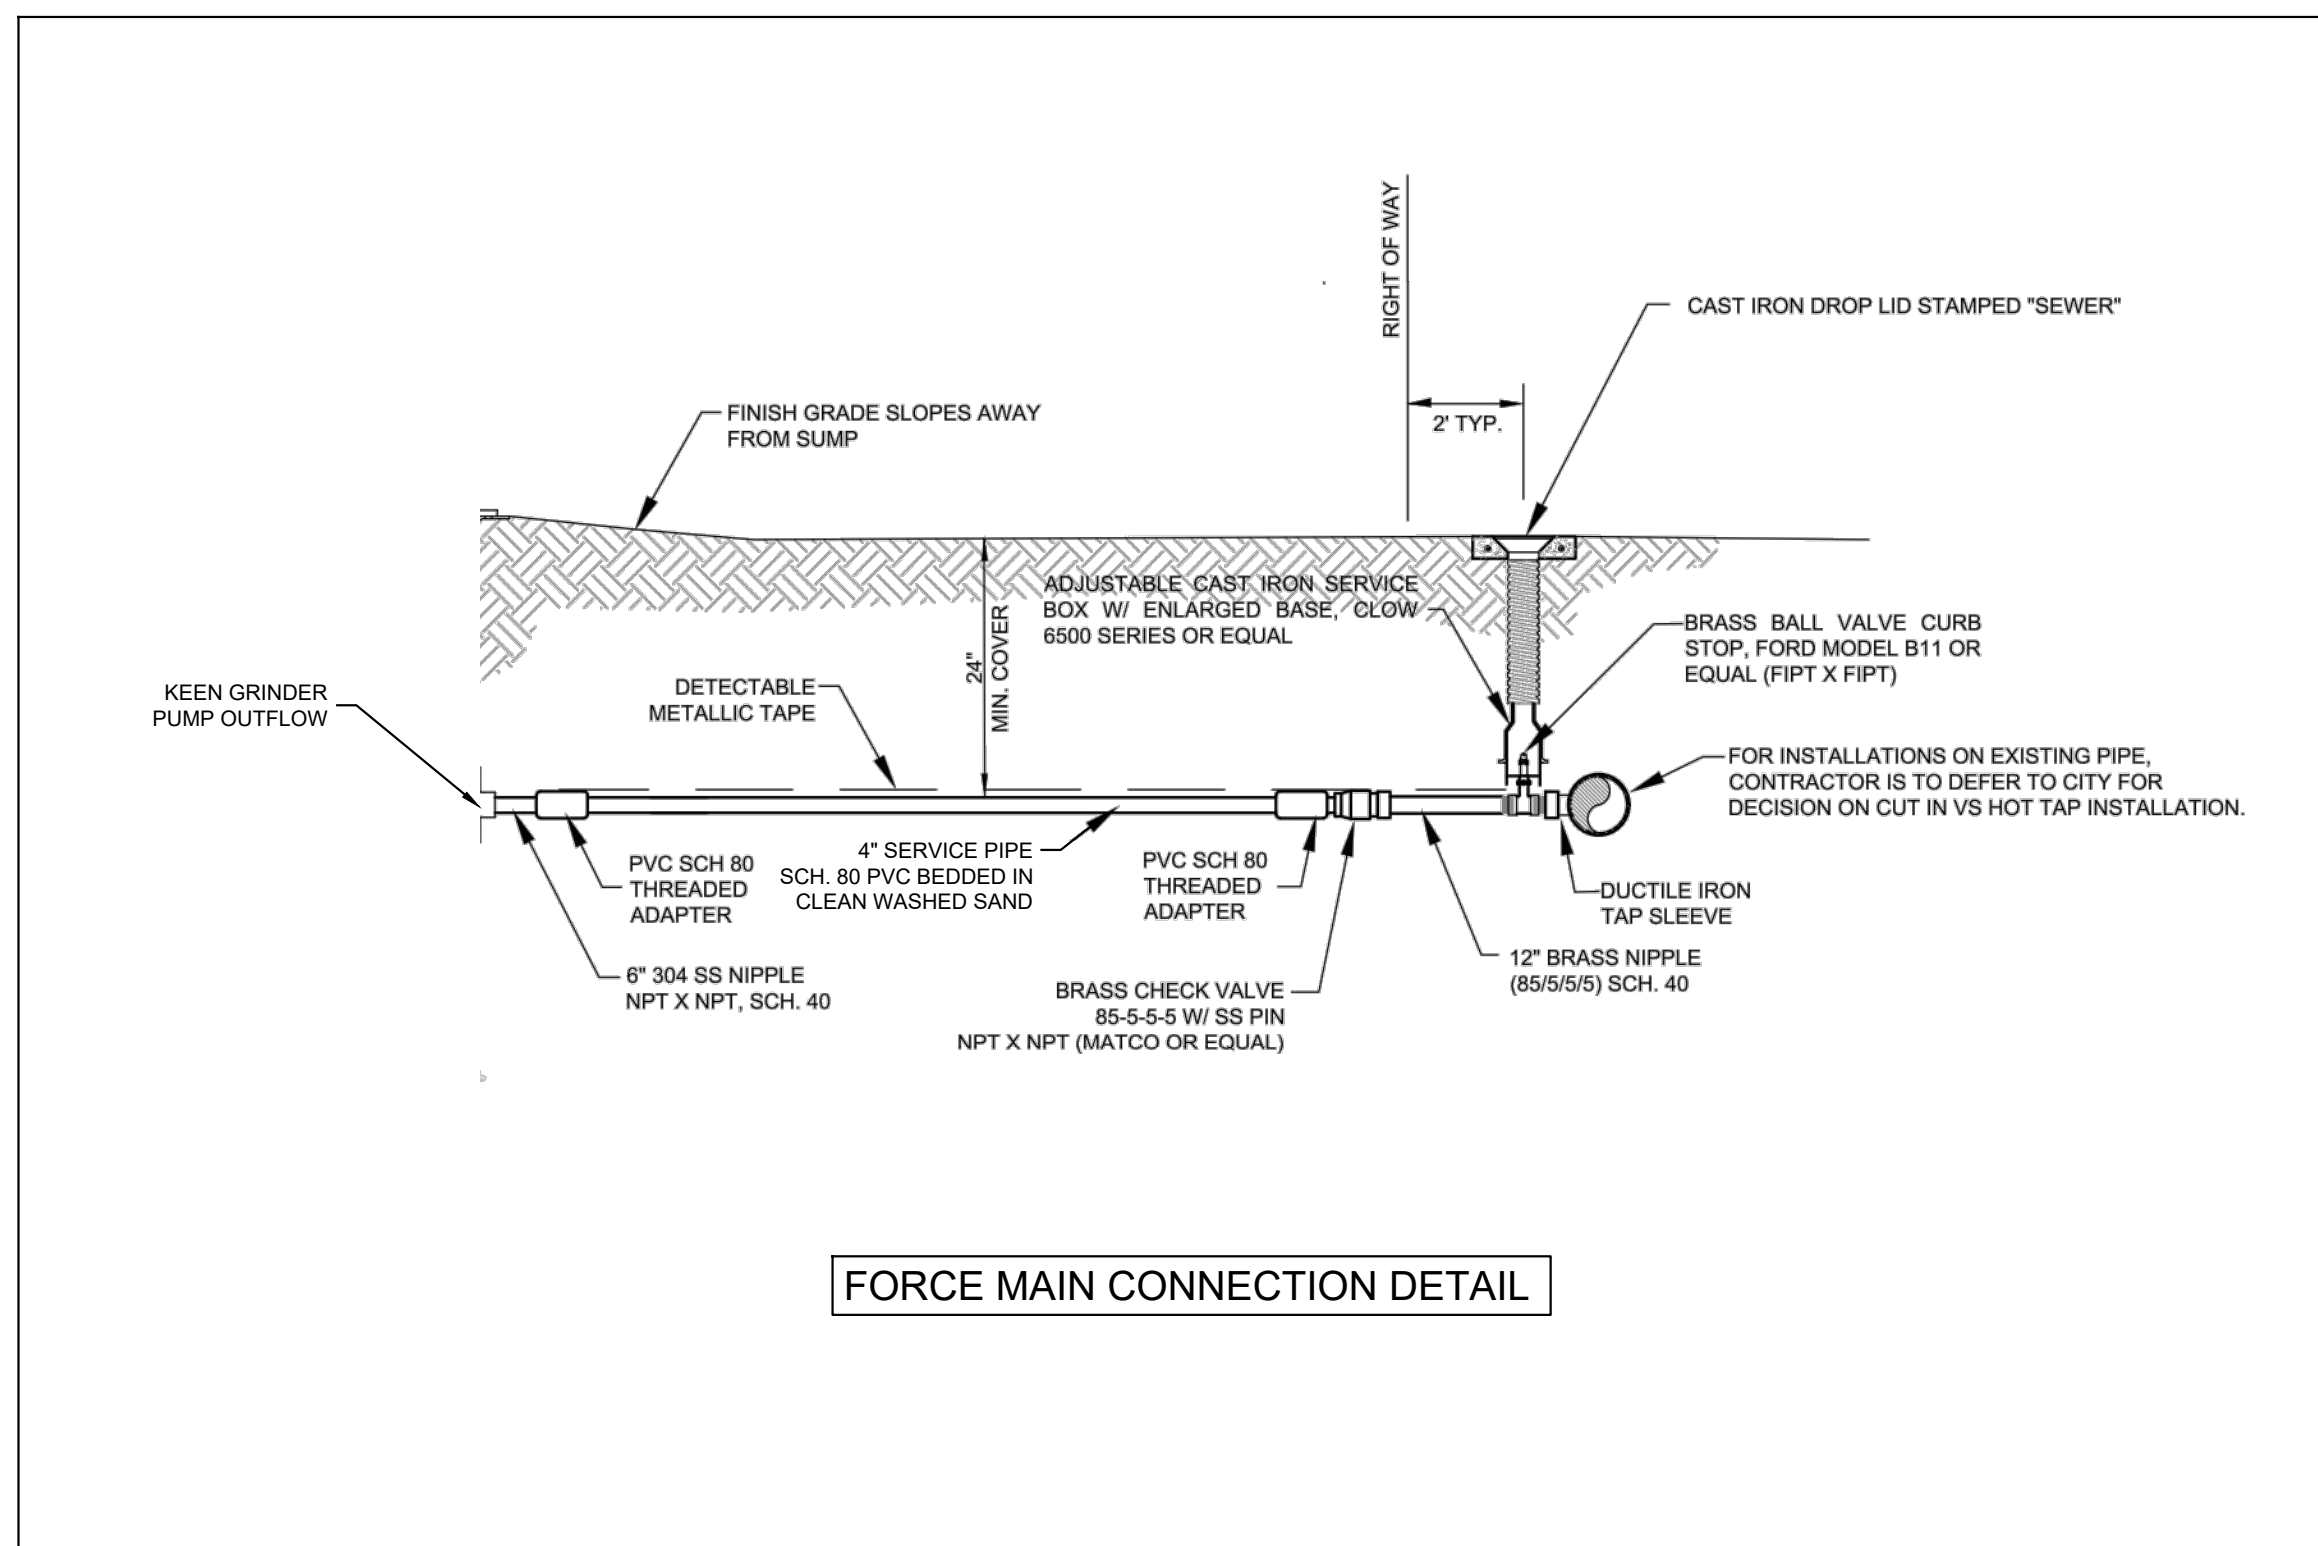 RIGHT OF WAY
CAST IRON DROP LID STAMPED "SEWER"
FINISH GRADE SLOPES AWAY
FROM SUMP
2' TYP.
ADJUSTABLE CAST IRON SERVICE
BOX W/ ENLARGED BASE, CLOW
6500 SERIES OR EQUAL
24"
MIN. COVER
BRASS BALL VALVE CURB
STOP, FORD MODEL B11 OR
EQUAL (FIPT X FIPT)
KEEN GRINDER
PUMP OUTFLOW
DETECTABLE
METALLIC TAPE
FOR INSTALLATIONS ON EXISTING PIPE,
CONTRACTOR IS TO DEFER TO CITY FOR
DECISION ON CUT IN VS HOT TAP INSTALLATION.
PVC SCH 80
THREADED
ADAPTER
4" SERVICE PIPE
SCH. 80 PVC BEDDED IN
CLEAN WASHED SAND
PVC SCH 80
THREADED
ADAPTER
DUCTILE IRON
TAP SLEEVE
6" 304 SS NIPPLE
NPT X NPT, SCH. 40
BRASS CHECK VALVE
85-5-5-5 W/ SS PIN
NPT X NPT (MATCO OR EQUAL)
12" BRASS NIPPLE
(85/5/5/5) SCH. 40
FORCE MAIN CONNECTION DETAIL